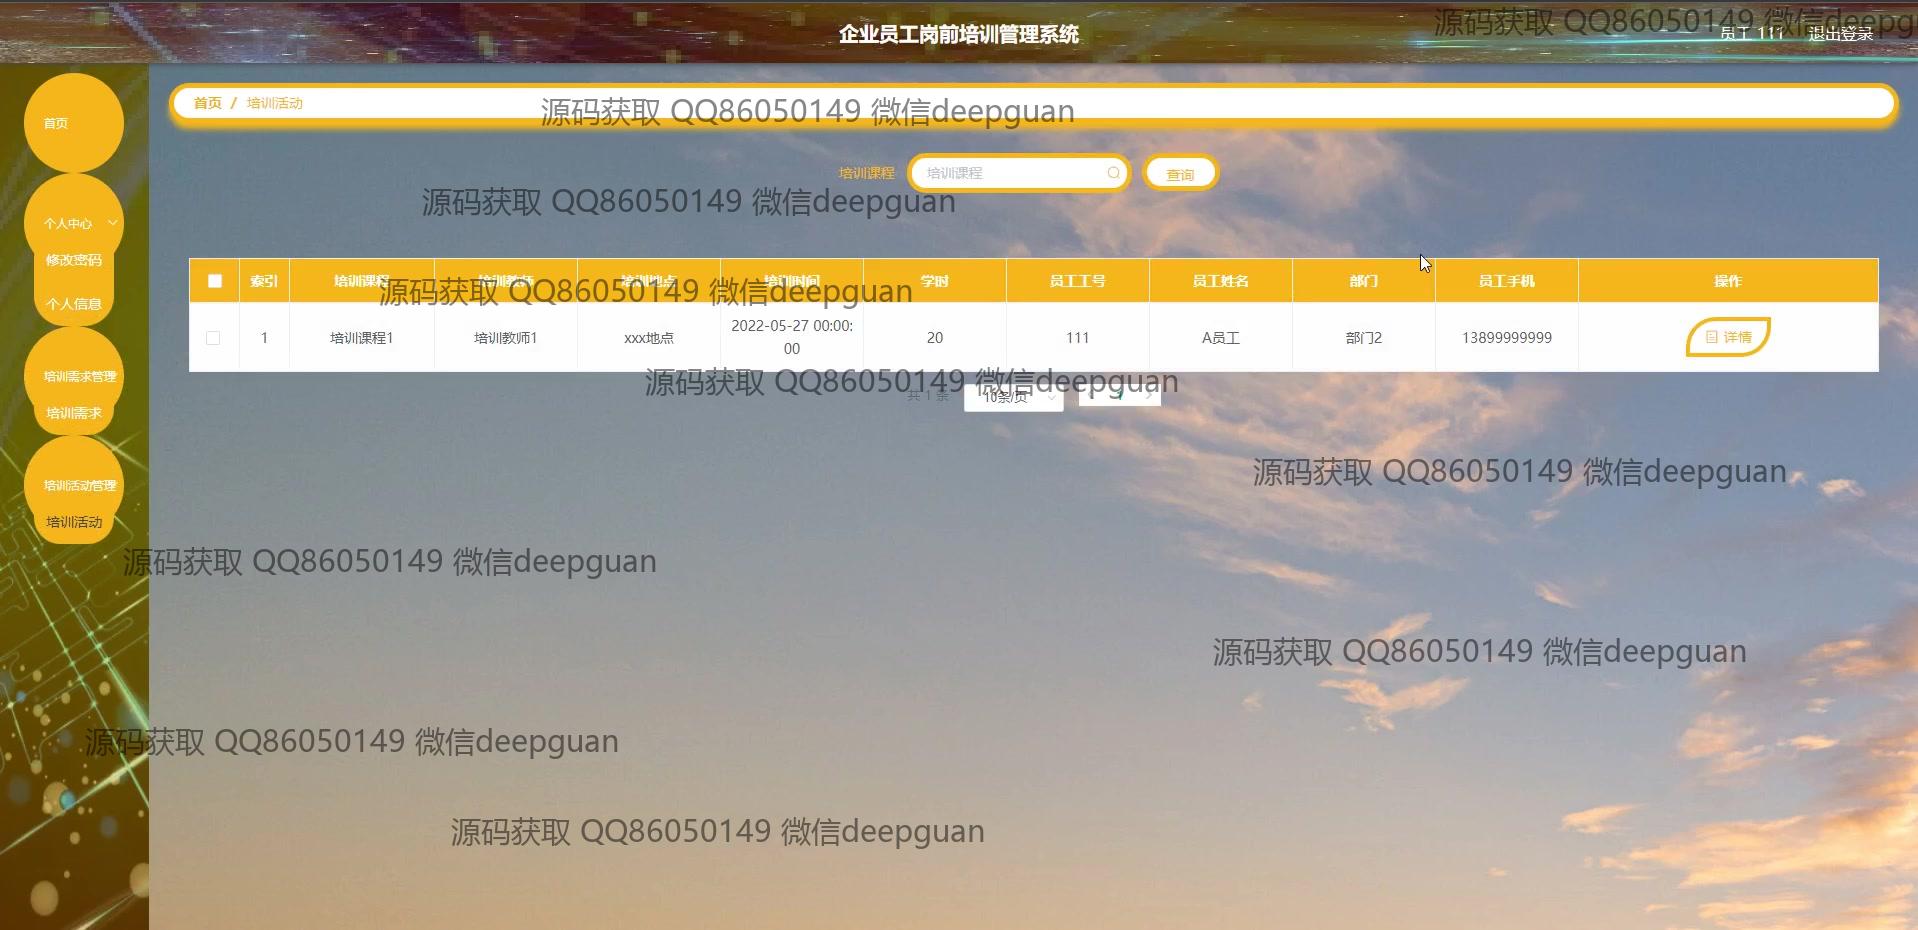 企业员工岗前培训管理系统
源码获取 QQ86050149 微信deepg
员工 111 退出登录
首页
首页 / 培训活动
源码获取 QQ86050149 微信deepguan
培训课程 培训课程 查询
源码获取 QQ86050149 微信deepguan
个人中心
修改密码
个人信息
索引 培训课程 培训教师 培训地点 培训时间 学时 员工工号 员工姓名 部门 员工手机 操作
源码获取 QQ86050149 微信deepguan
1 培训课程1 培训教师1 xxx地点 2022-05-27 00:00:00 20 111 A员工 部门2 13899999999 详情
源码获取 QQ86050149 微信deepguan
共 1 条 10条/页 1
培训需求管理
培训需求
源码获取 QQ86050149 微信deepguan
培训活动管理
培训活动
源码获取 QQ86050149 微信deepguan
源码获取 QQ86050149 微信deepguan
源码获取 QQ86050149 微信deepguan
源码获取 QQ86050149 微信deepguan